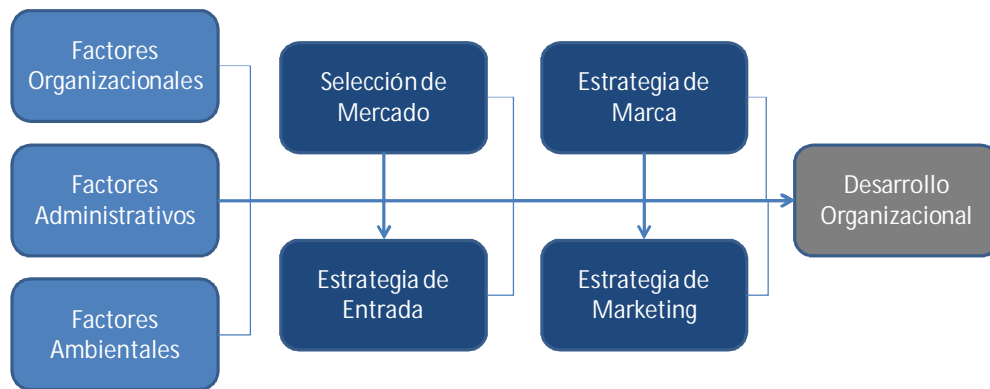 Factores
Organizacionales
Factores
Administrativos
Factores
Ambientales
Selección de
Mercado
Estrategia de
Entrada
Estrategia de
Marca
Estrategia de
Marketing
Desarrollo
Organizacional